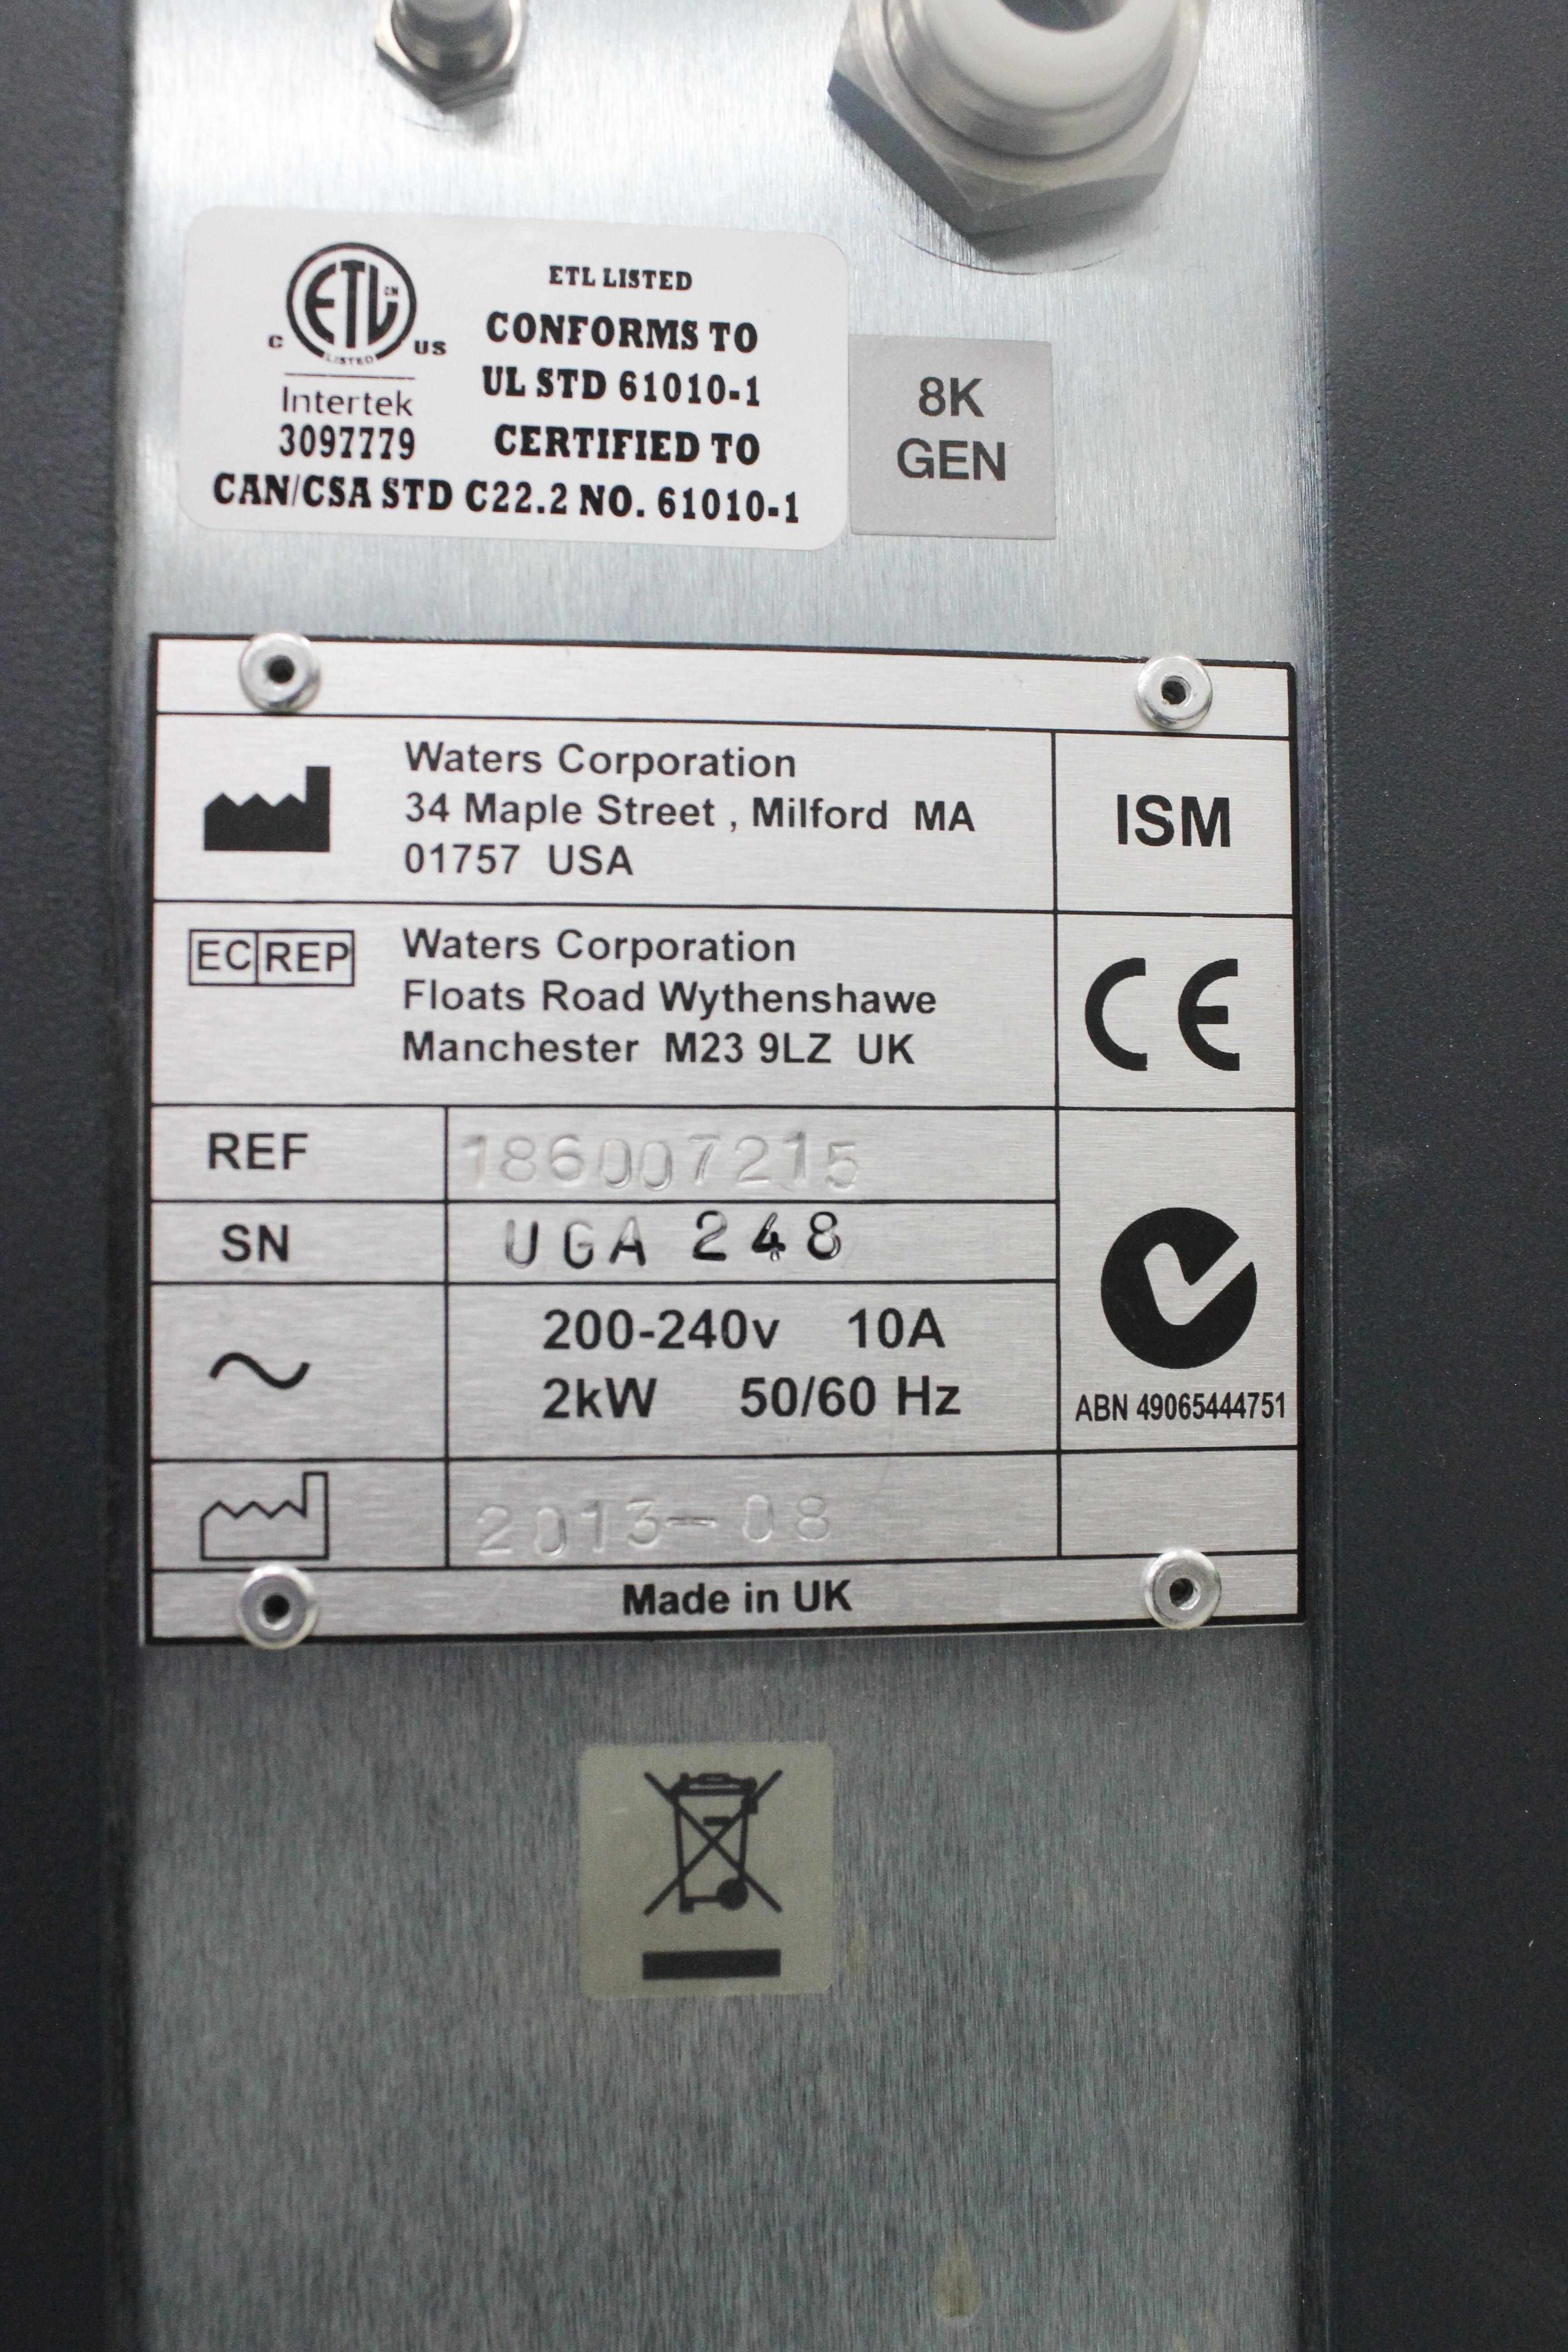 ETL CM
LISTED
C US
Intertek
3097779
ETL LISTED
CONFORMS TO
UL STD 61010-1
CERTIFIED TO
CAN/CSA STD C22.2 NO. 61010-1
8K
GEN
Waters Corporation
34 Maple Street , Milford MA
01757 USA
ISM
EC REP
Waters Corporation
Floats Road Wythenshawe
Manchester M23 9LZ UK
CE
REF 186007215
SN UGA 248
200-240v 10A
2kW 50/60 Hz
ABN 49065444751
2013-08
Made in UK